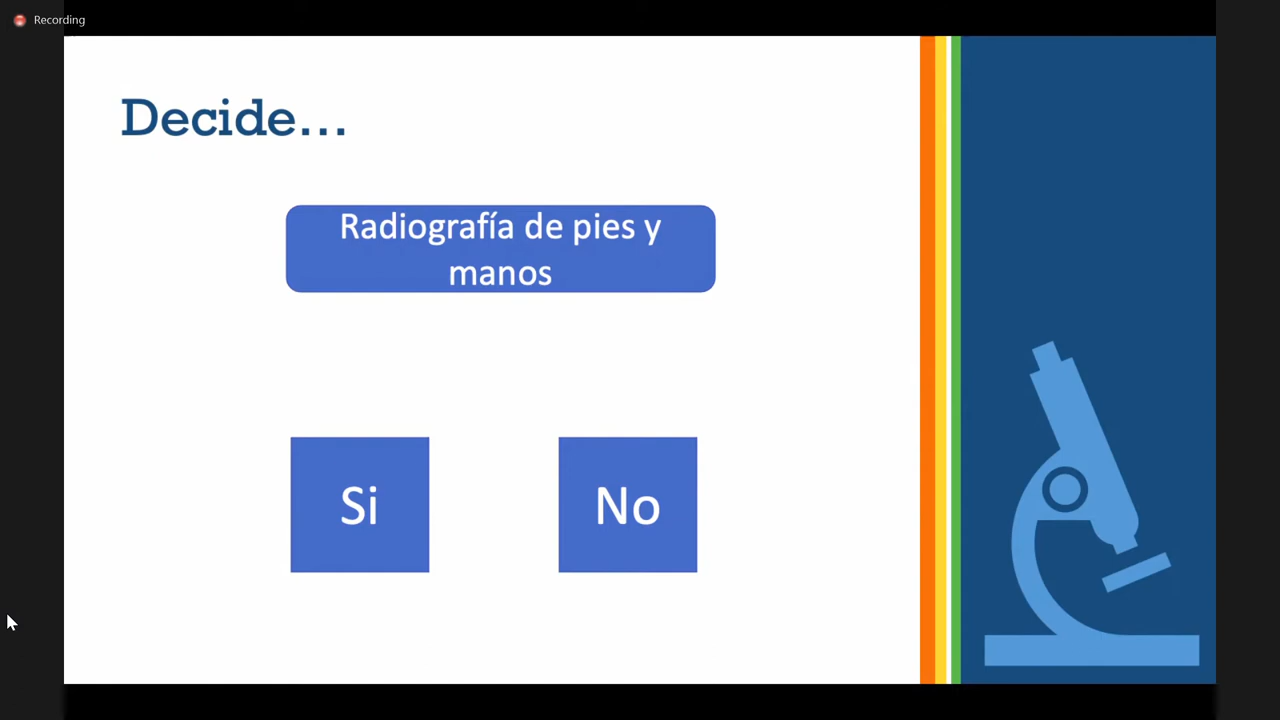 Recording
Decide...
Radiografía de pies y
manos
Si
No